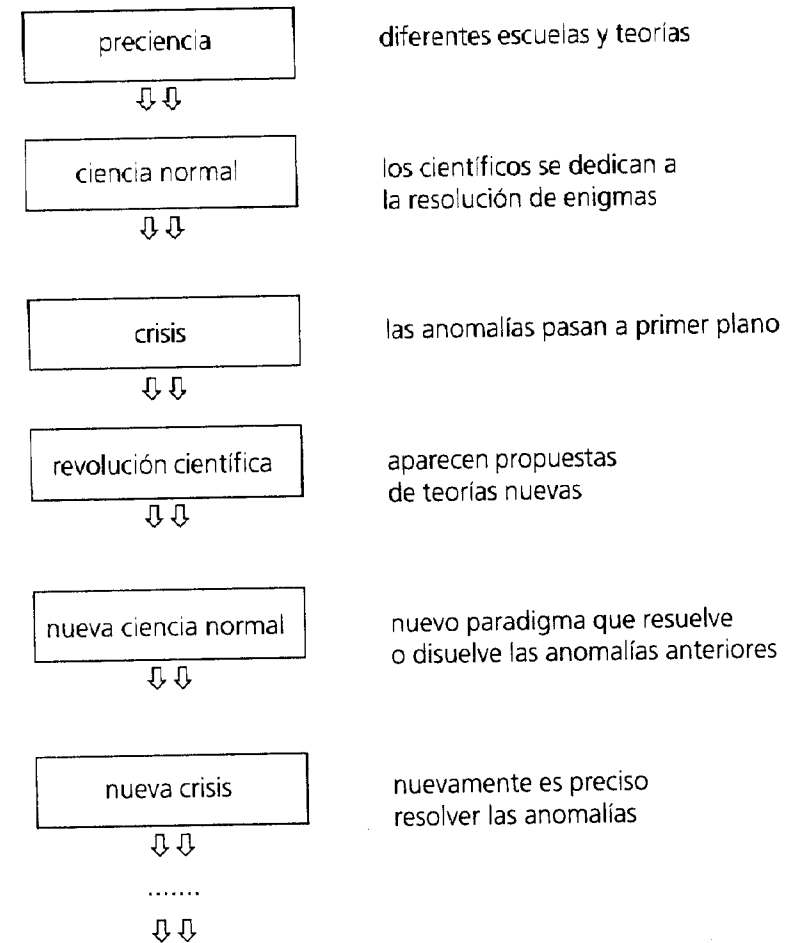 preciencia
diferentes escuelas y teorías
ciencia normal
los científicos se dedican a
la resolución de enigmas
crisis
las anomalías pasan a primer plano
revolución científica
aparecen propuestas
de teorías nuevas
nueva ciencia normal
nuevo paradigma que resuelve
o disuelve las anomalías anteriores
nueva crisis
nuevamente es preciso
resolver las anomalías
.......